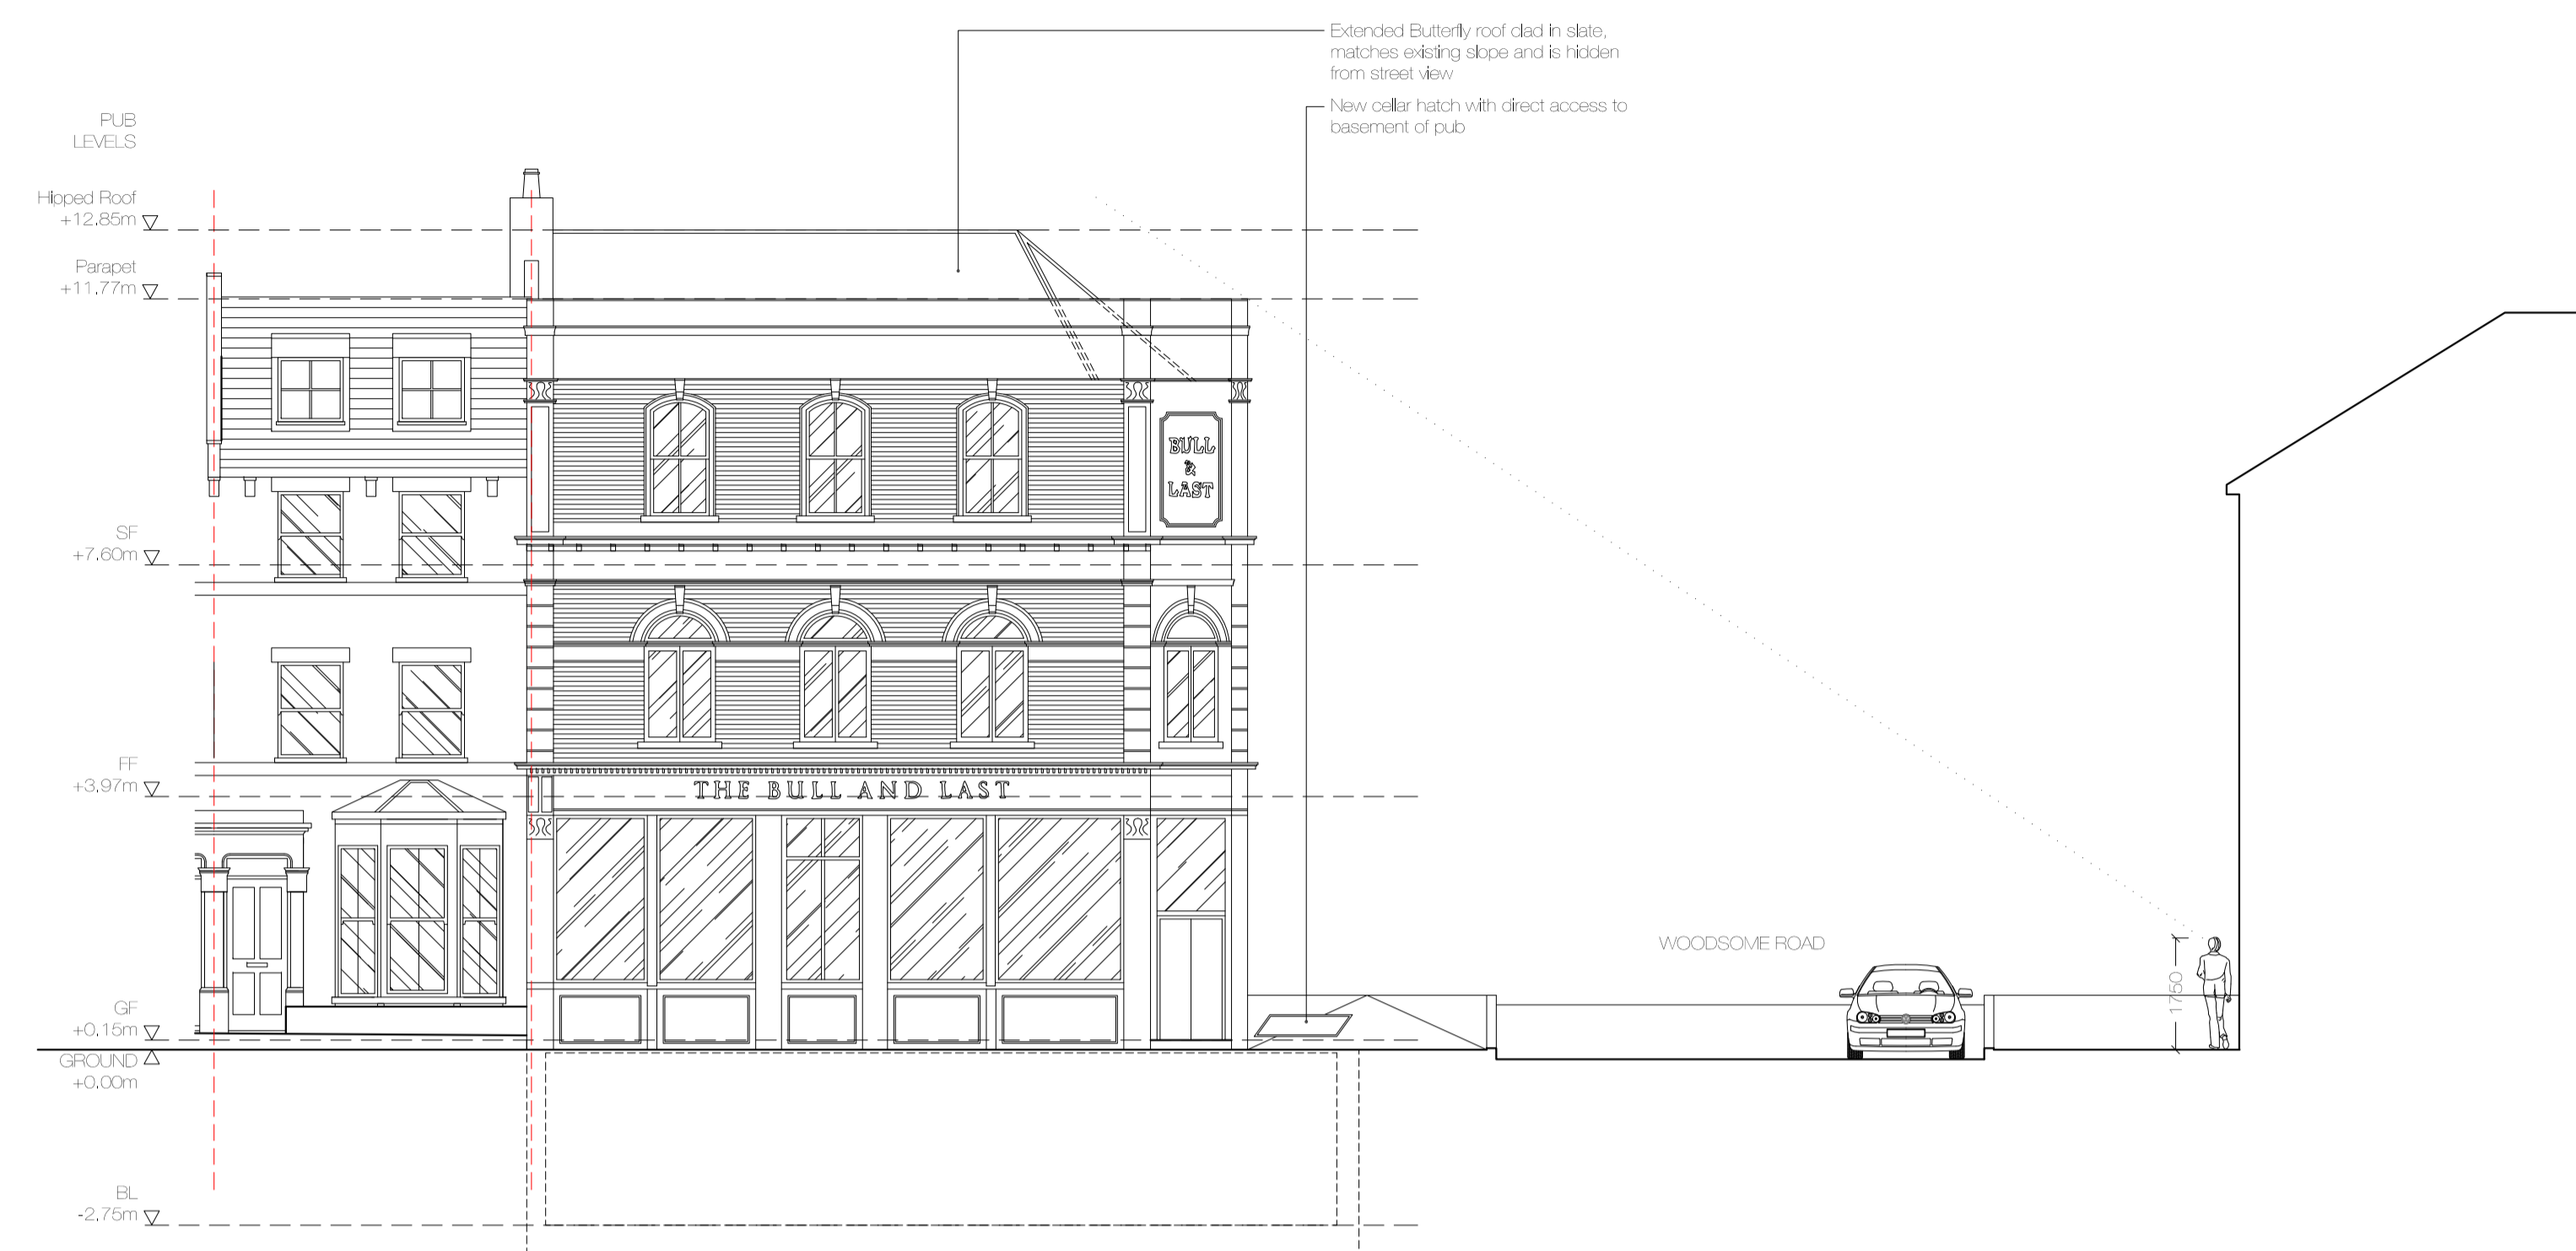 Extended Butterfly roof clad in slate,
matches existing slope and is hidden
from street view
New cellar hatch with direct access to
basement of pub
PUB
LEVELS
Hipped Roof
+12.85m
Parapet
+11.77m
SF
+7.60m
FF
+3.97m
GF
+0.15m
GROUND
+0.00m
BL
-2.75m
BULL
&
LAST
THE BULL AND LAST
WOODSOME ROAD
1750